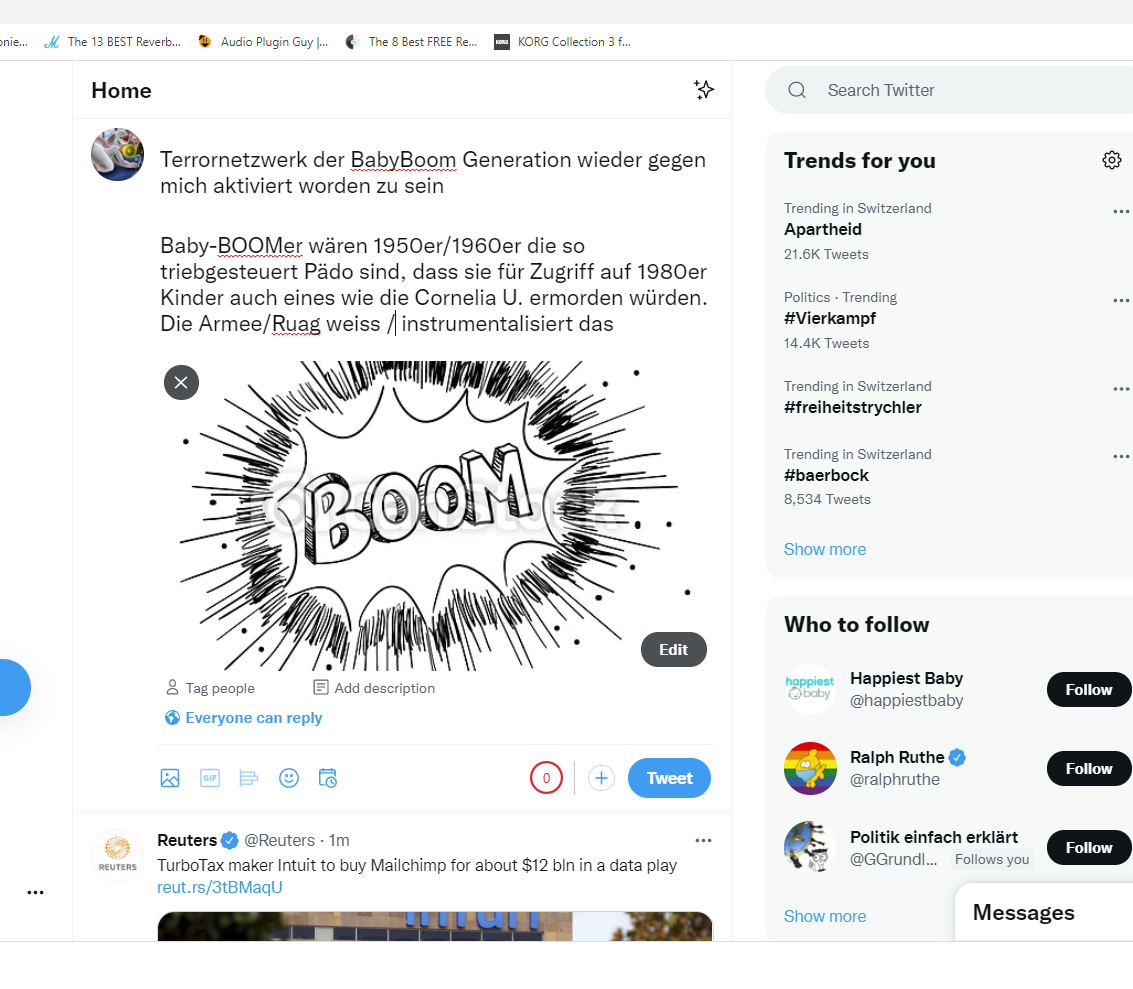 onie...
The 13 BEST Reverb...
Audio Plugin Guy |...
The 8 Best FREE Re...
KORG
KORG Collection 3 f...
Home
Search Twitter
Terrornetzwerk der BabyBoom Generation wieder gegen
mich aktiviert worden zu sein
Baby-BOOMer wären 1950er/1960er die so
triebgesteuert Pädo sind, dass sie für Zugriff auf 1980er
Kinder auch eines wie die Cornelia U. ermorden würden.
Die Armee/Ruag weiss / instrumentalisiert das
BOOM
Edit
Tag people
Add description
Everyone can reply
GIF
0
Tweet
Reuters @Reuters · 1m
REUTERS
TurboTax maker Intuit to buy Mailchimp for about $12 bln in a data play
reut.rs/3tBMaqU
Trends for you
Trending in Switzerland
Apartheid
21.6K Tweets
Politics · Trending
#Vierkampf
14.4K Tweets
Trending in Switzerland
#freiheitstrychler
Trending in Switzerland
#baerbock
8,534 Tweets
Show more
Who to follow
happiest
baby
Happiest Baby
@happiestbaby
Follow
Ralph Ruthe
@ralphruthe
Follow
Politik einfach erklärt
@GGrundl... Follows you
Follow
Show more
Messages